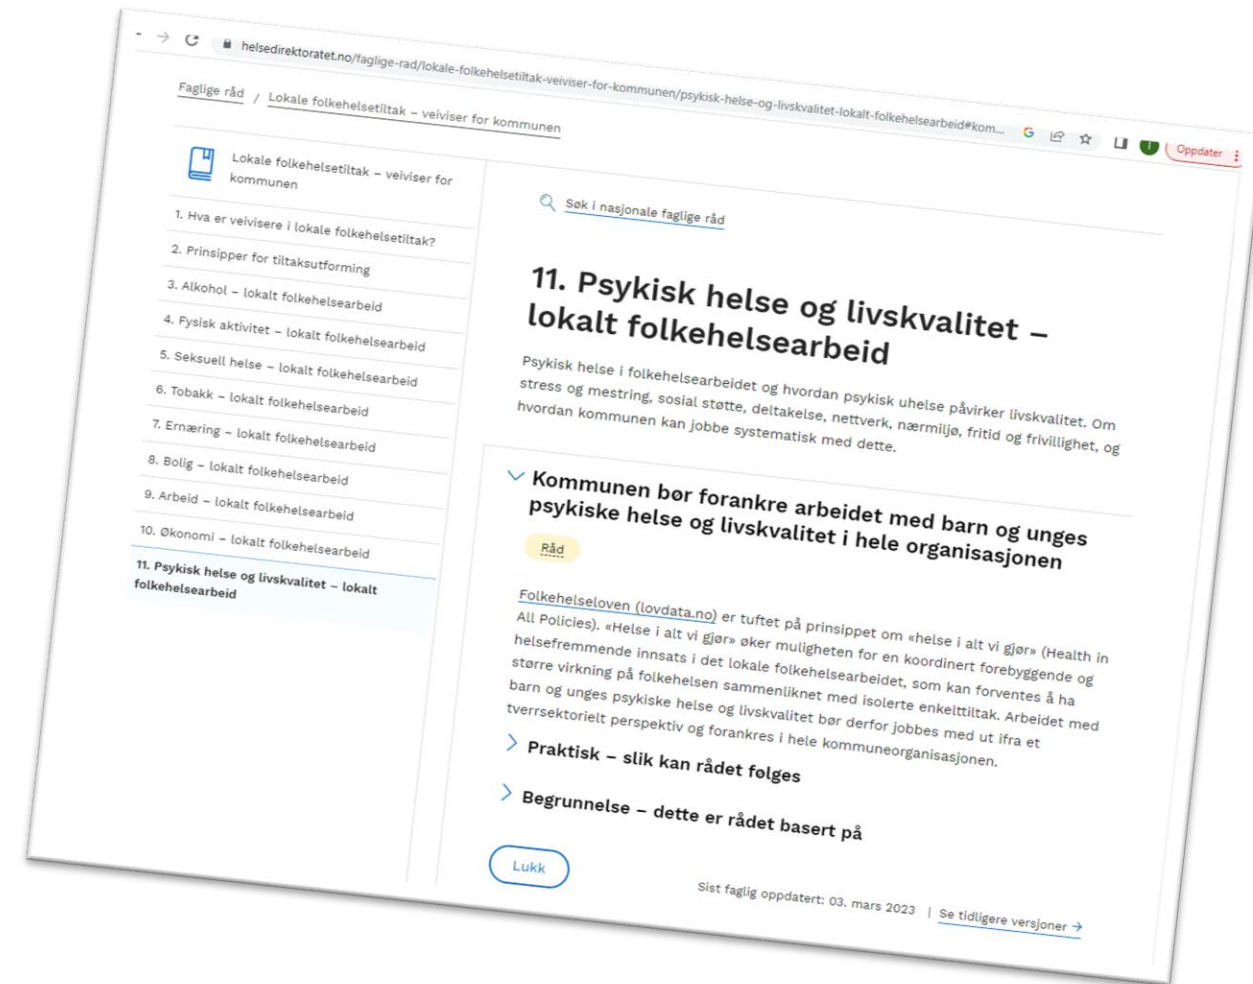 helsedirektoratet.no/faglige-rad/lokale-folkehelsetiltak-veiviser-for-kommunen/psykisk-helse-og-livskvalitet-lokalt-folkehelsearbeid#kom...
Oppdater
Faglige råd / Lokale folkehelsetiltak – veiviser for kommunen
Lokale folkehelsetiltak – veiviser for
kommunen
1. Hva er veivisere i lokale folkehelsetiltak?
2. Prinsipper for tiltaksutforming
3. Alkohol – lokalt folkehelsearbeid
4. Fysisk aktivitet – lokalt folkehelsearbeid
5. Seksuell helse – lokalt folkehelsearbeid
6. Tobakk – lokalt folkehelsearbeid
7. Ernæring – lokalt folkehelsearbeid
8. Bolig – lokalt folkehelsearbeid
9. Arbeid – lokalt folkehelsearbeid
10. Økonomi – lokalt folkehelsearbeid
11. Psykisk helse og livskvalitet – lokalt
folkehelsearbeid
Søk i nasjonale faglige råd
11. Psykisk helse og livskvalitet –
lokalt folkehelsearbeid
Psykisk helse i folkehelsearbeidet og hvordan psykisk uhelse påvirker livskvalitet. Om
stress og mestring, sosial støtte, deltakelse, nettverk, nærmiljø, fritid og frivillighet, og
hvordan kommunen kan jobbe systematisk med dette.
Kommunen bør forankre arbeidet med barn og unges
psykiske helse og livskvalitet i hele organisasjonen
Råd
Folkehelseloven (lovdata.no) er tuftet på prinsippet om «helse i alt vi gjør» (Health in
All Policies). «Helse i alt vi gjør» øker muligheten for en koordinert forebyggende og
helsefremmende innsats i det lokale folkehelsearbeidet, som kan forventes å ha
større virkning på folkehelsen sammenliknet med isolerte enkelttiltak. Arbeidet med
barn og unges psykiske helse og livskvalitet bør derfor jobbes med ut ifra et
tverrsektorielt perspektiv og forankres i hele kommuneorganisasjonen.
Praktisk – slik kan rådet følges
Begrunnelse – dette er rådet basert på
Lukk
Sist faglig oppdatert: 03. mars 2023 | Se tidligere versjoner →